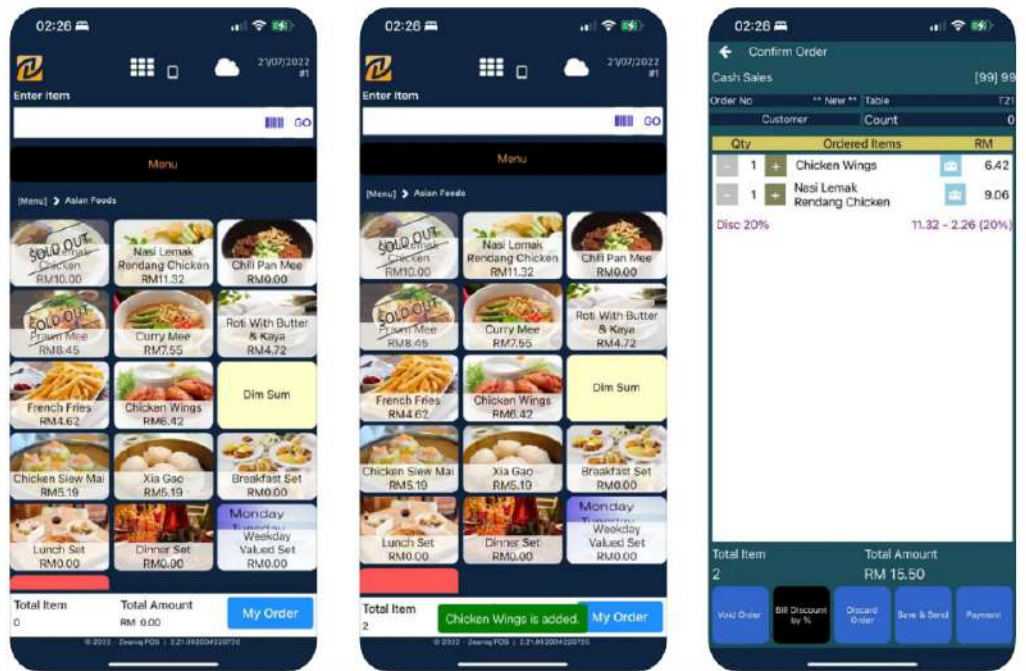 02:26
21/07/2022
#1
Enter Item
GO
Menu
[Menu] > Asian Foods
SOLD OUT
Chicken
RM10.00
Nasi Lemak
Rendang Chicken
RM11.32
Chili Pan Mee
RM0.00
SOLD OUT
Prawn Mee
RM8.45
Curry Mee
RM7.55
Roti With Butter
& Kaya
RM4.72
French Fries
RM4.62
Chicken Wings
RM6.42
Dim Sum
Chicken Siew Mai
RM5.19
Xia Gao
RM5.19
Breakfast Set
RM0.00
Lunch Set
RM0.00
Dinner Set
RM0.00
Monday
Tuesday
Weekday
Valued Set
RM0.00
Total Item
0
Total Amount
RM 0.00
My Order
02:26
21/07/2022
#1
Enter Item
GO
Menu
[Menu] > Asian Foods
SOLD OUT
Chicken
RM10.00
Nasi Lemak
Rendang Chicken
RM11.32
Chili Pan Mee
RM0.00
SOLD OUT
Prawn Mee
RM8.45
Curry Mee
RM7.55
Roti With Butter
& Kaya
RM4.72
French Fries
RM4.62
Chicken Wings
RM6.42
Dim Sum
Chicken Siew Mai
RM5.19
Xia Gao
RM5.19
Breakfast Set
RM0.00
Lunch Set
RM0.00
Dinner Set
RM0.00
Monday
Tuesday
Weekday
Valued Set
RM0.00
Total Item
2
Chicken Wings is added.
My Order
02:26
Confirm Order
Cash Sales [99] 99
Order No ** New ** Table T21
Customer Count 0
Qty Ordered Items RM
- 1 + Chicken Wings 6.42
- 1 + Nasi Lemak
Rendang Chicken 9.06
Disc 20% 11.32 - 2.26 (20%)
Total Item
2
Total Amount
RM 15.50
Void Order
Bill Discount
by %
Discard
Order
Save & Send
Payment